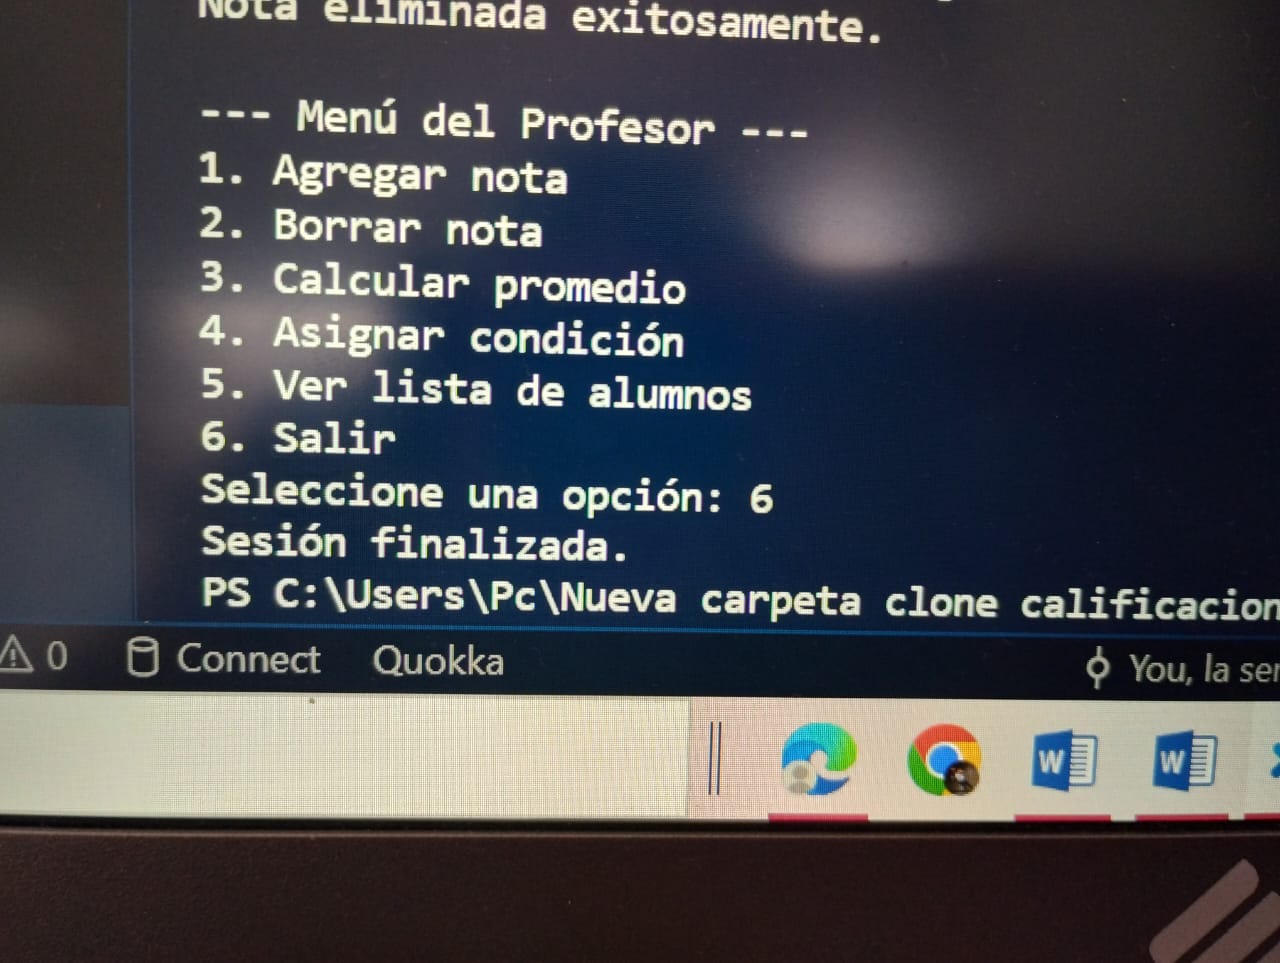 Nota eliminada exitosamente.
--- Menú del Profesor ---
1. Agregar nota
2. Borrar nota
3. Calcular promedio
4. Asignar condición
5. Ver lista de alumnos
6. Salir
Seleccione una opción: 6
Sesión finalizada.
PS C:\Users\Pc\Nueva carpeta clone calificacion
0 Connect Quokka You, la
W W